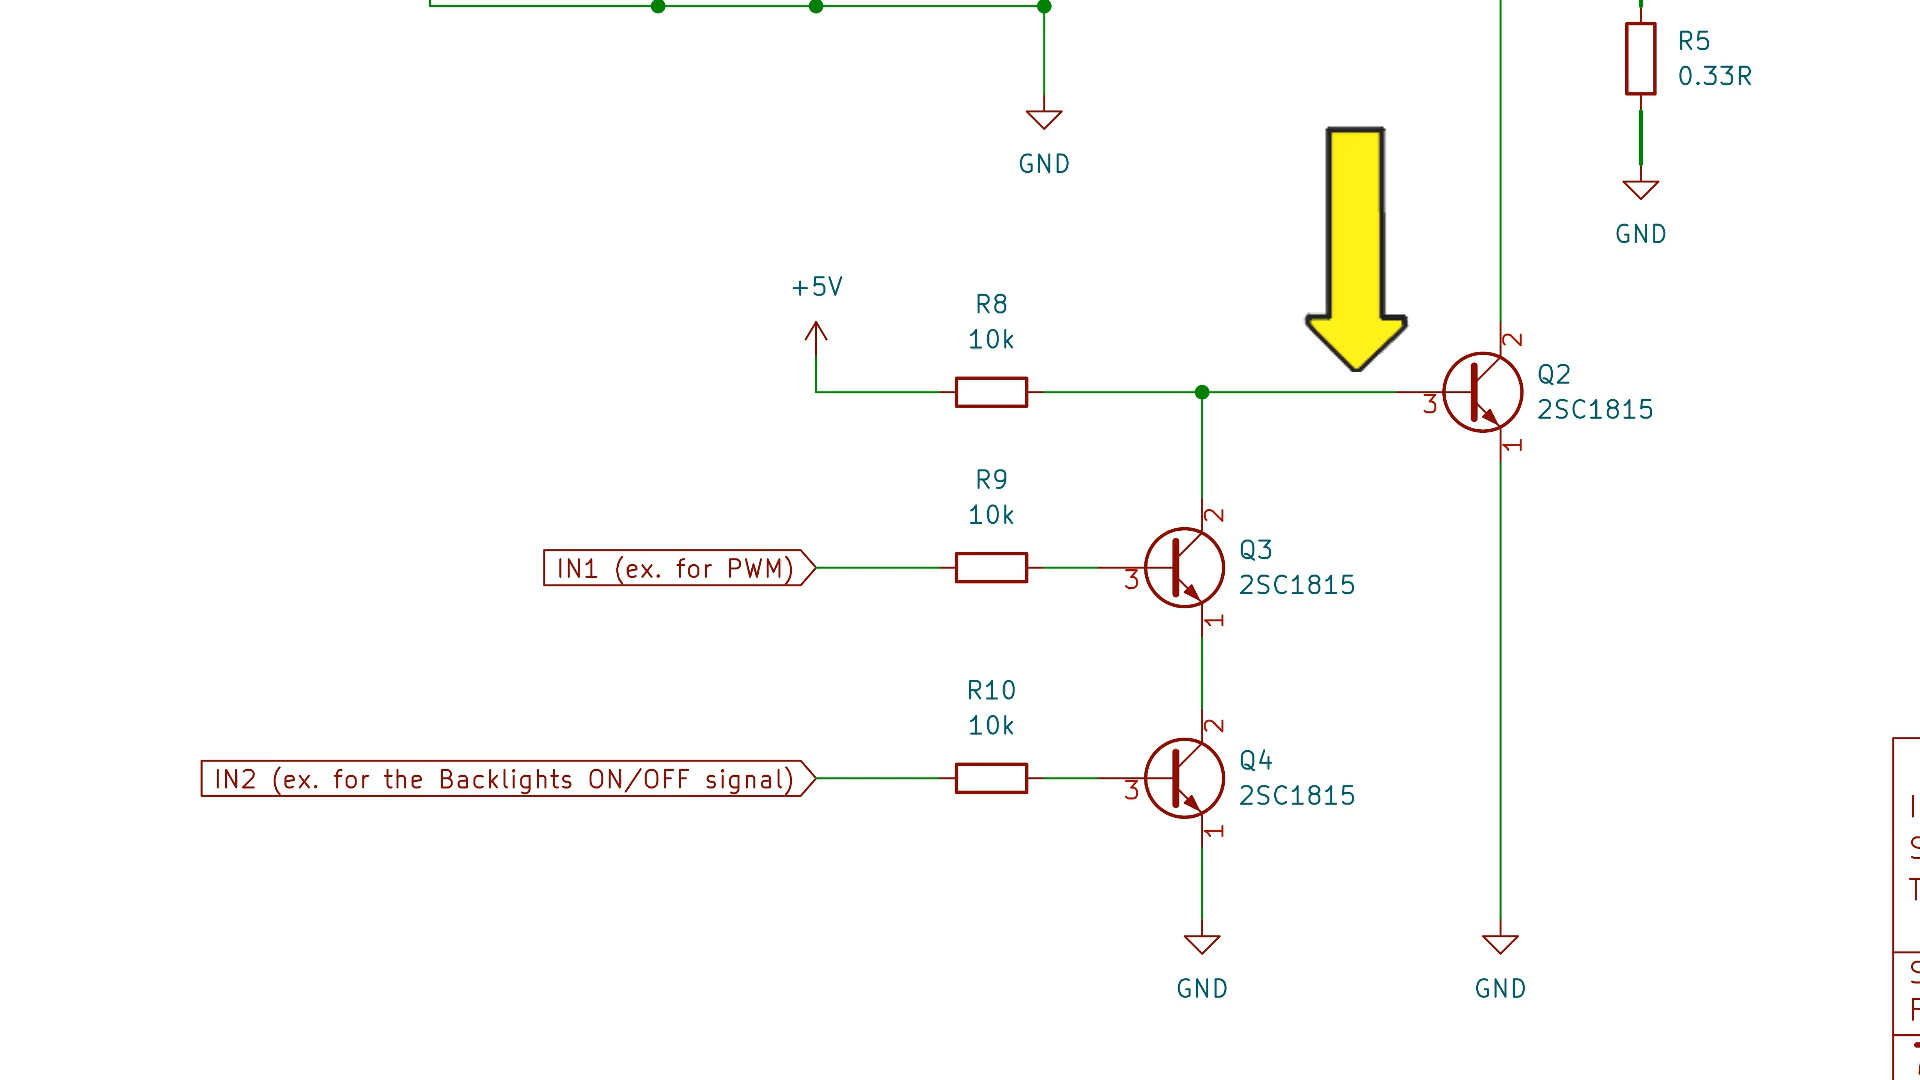 R5
0.33R
GND
GND
+5V
R8
10k
2
Q2
3
2SC1815
1
R9
10k
2
IN1 (ex. for PWM)
3
Q3
2SC1815
1
R10
10k
2
IN2 (ex. for the Backlights ON/OFF signal)
3
Q4
2SC1815
1
GND
GND